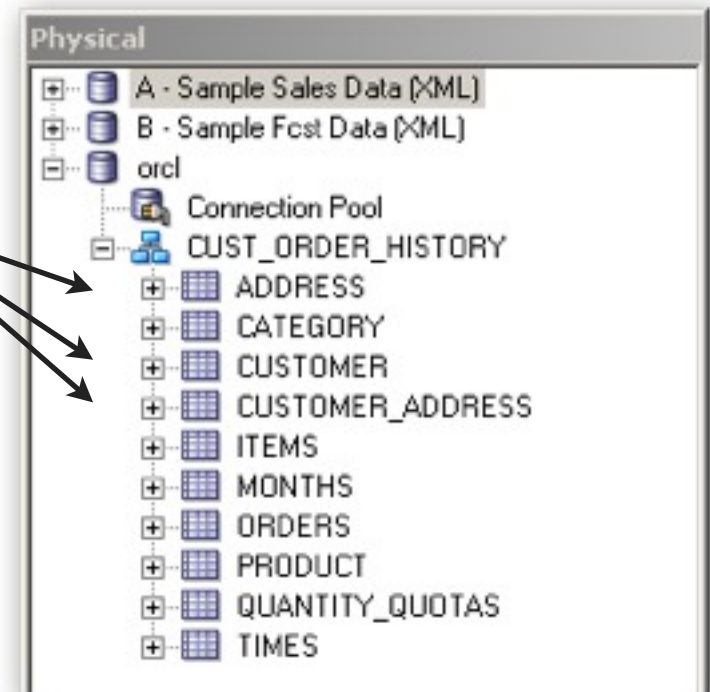 Physical
A - Sample Sales Data (XML)
B - Sample Fcst Data (XML)
orcl
Connection Pool
CUST_ORDER_HISTORY
ADDRESS
CATEGORY
CUSTOMER
CUSTOMER_ADDRESS
ITEMS
MONTHS
ORDERS
PRODUCT
QUANTITY_QUOTAS
TIMES